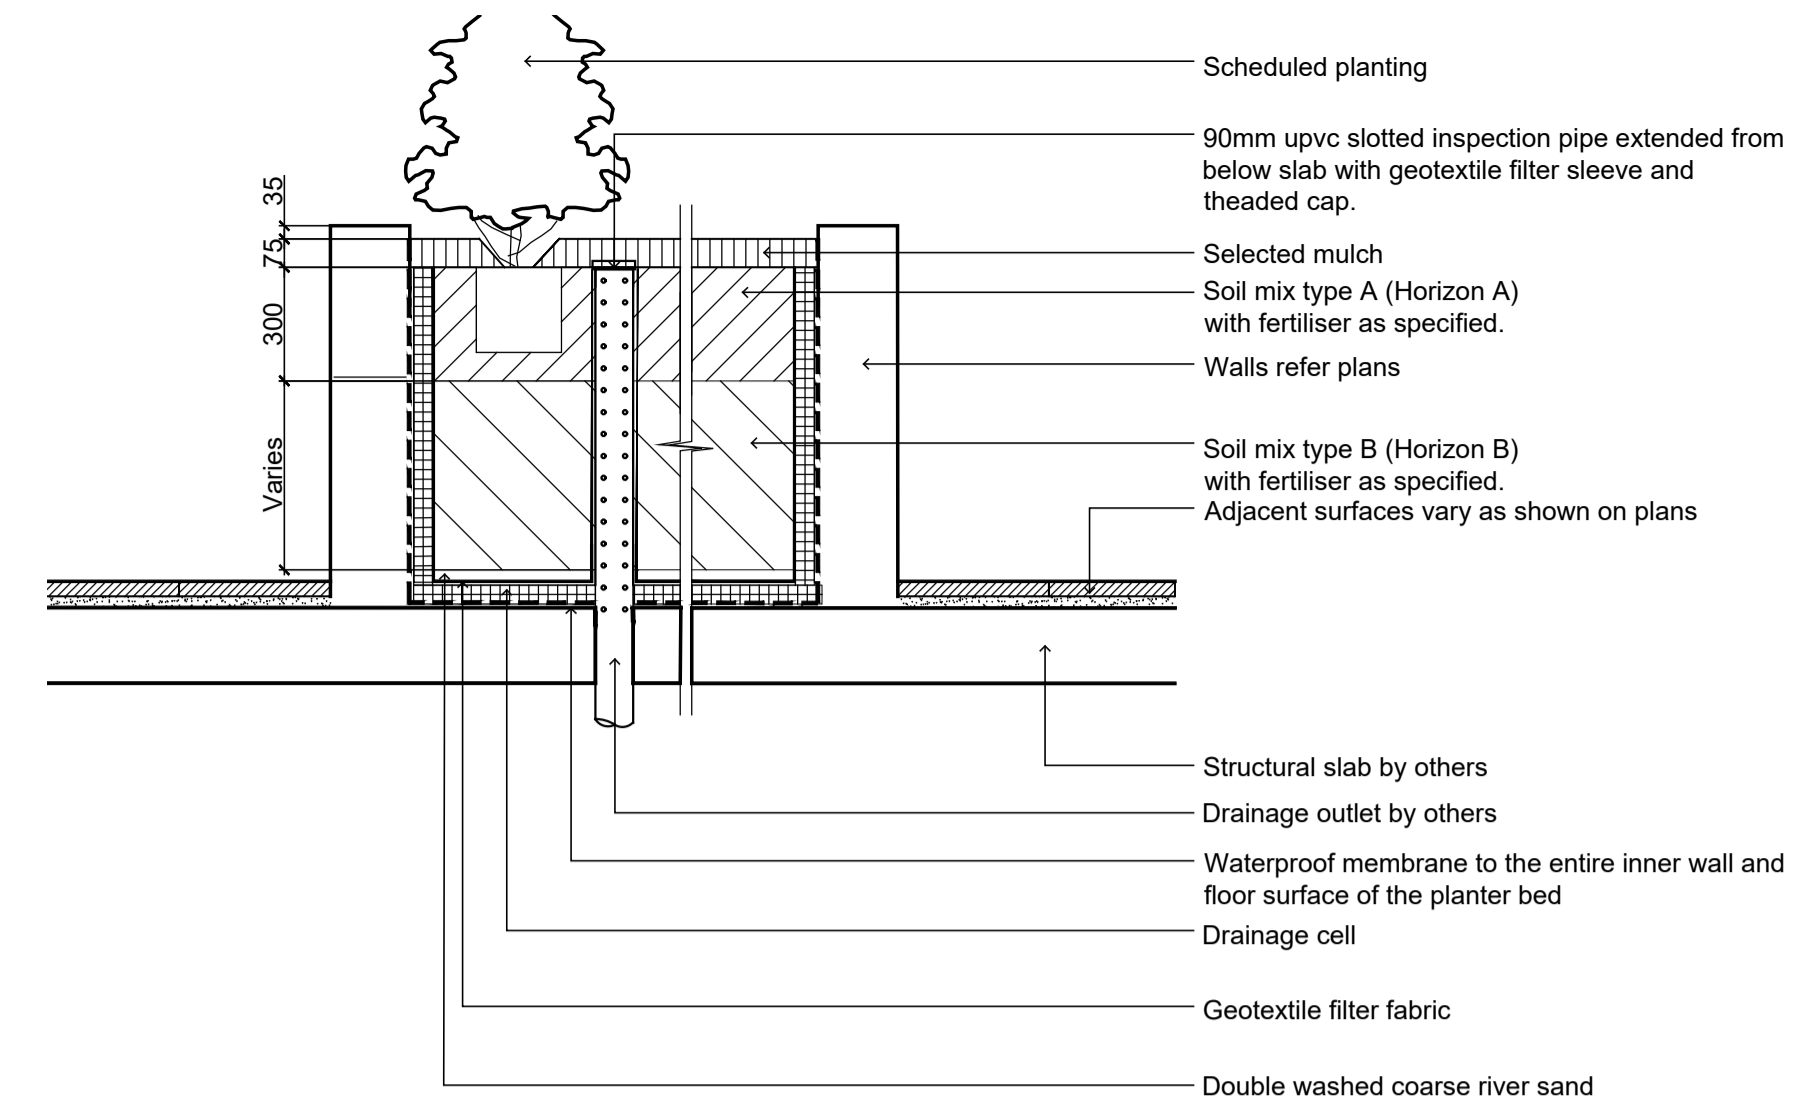 Scheduled planting
90mm upvc slotted inspection pipe extended from
below slab with geotextile filter sleeve and
theaded cap.
Selected mulch
Soil mix type A (Horizon A)
with fertiliser as specified.
Walls refer plans
Soil mix type B (Horizon B)
with fertiliser as specified.
Adjacent surfaces vary as shown on plans
Structural slab by others
Drainage outlet by others
Waterproof membrane to the entire inner wall and
floor surface of the planter bed
Drainage cell
Geotextile filter fabric
Double washed coarse river sand
35
75
300
Varies